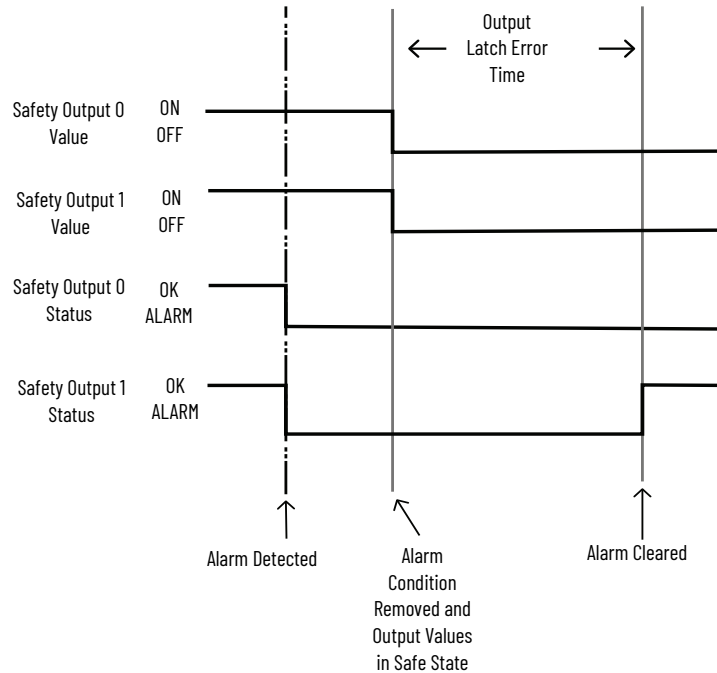 Output
Latch Error
Time
Safety Output 0
Value
ON
OFF
Safety Output 1
Value
ON
OFF
Safety Output 0
Status
OK
ALARM
Safety Output 1
Status
OK
ALARM
Alarm Detected
Alarm
Condition
Removed and
Output Values
in Safe State
Alarm Cleared